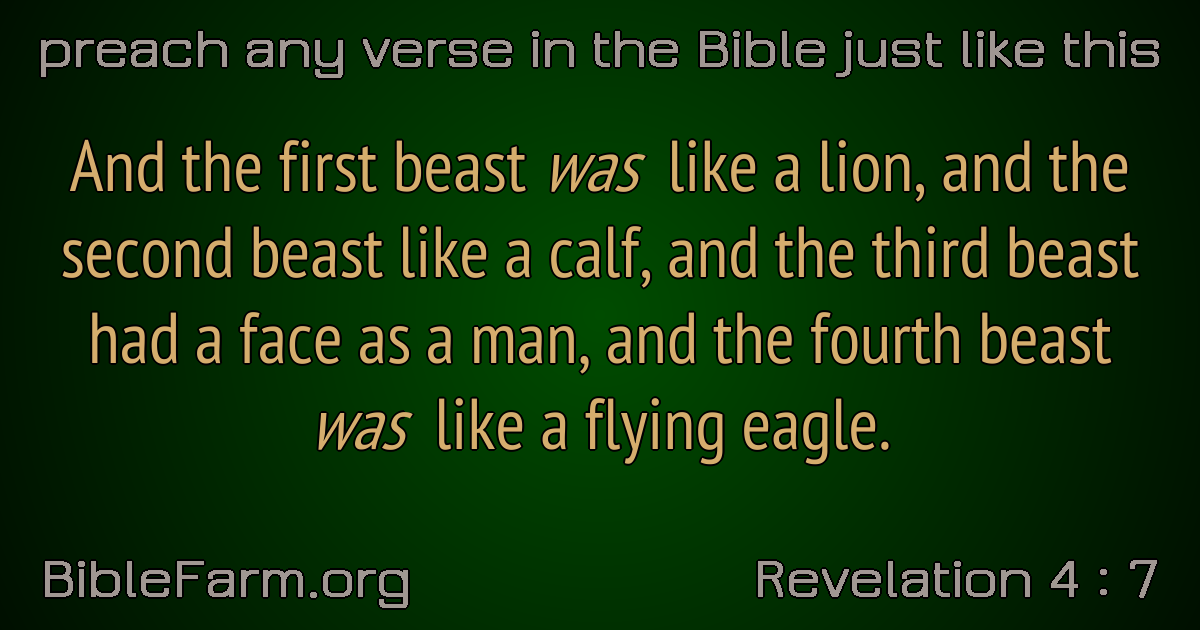 preach any verse in the Bible just like this
And the first beast was like a lion, and the
second beast like a calf, and the third beast
had a face as a man, and the fourth beast
was like a flying eagle.
BibleFarm.org
Revelation 4 : 7